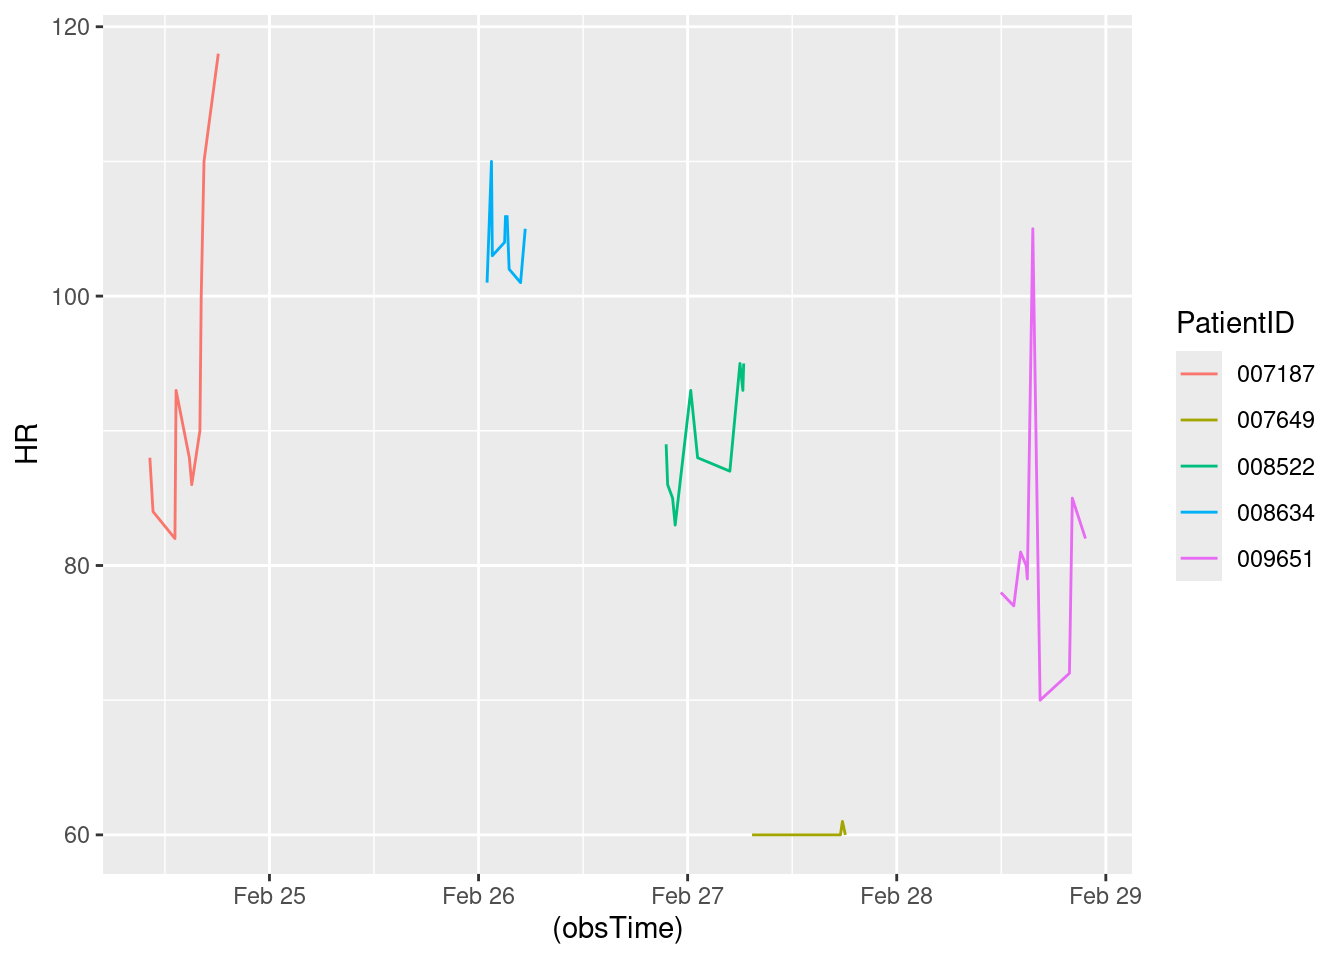 120
100
80
60
HR
Feb 25
Feb 26
Feb 27
Feb 28
Feb 29
(obsTime)
PatientID
007187
007649
008522
008634
009651